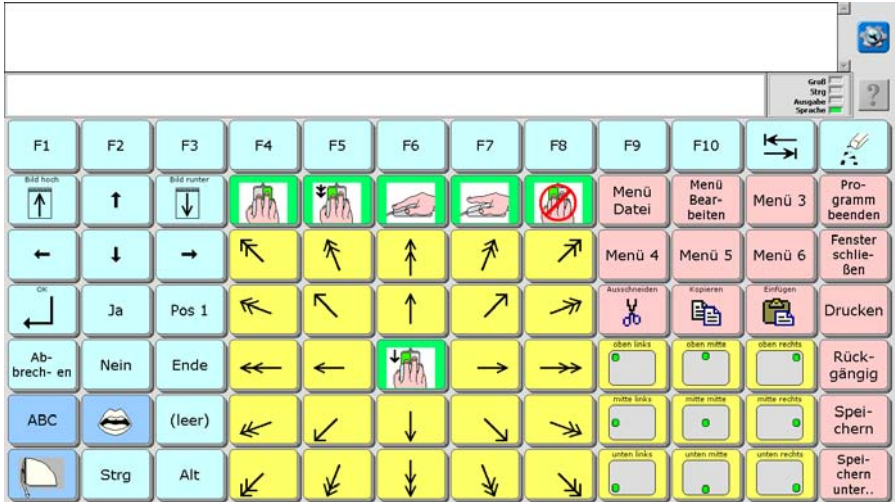 Groß
Strg
Ausgabe
Sprache
?
F1 F2 F3 F4 F5 F6 F7 F8 F9 F10
Bild hoch
Bild runter
Menü
Datei
Menü
Bear-
beiten
Menü 3
Pro-
gramm
beenden
Menü 4 Menü 5 Menü 6
Fenster
schlie-
ßen
OK
Ja
Pos 1
Ausschneiden
Kopieren
Einfügen
Drucken
Ab-
brech- en
Nein
Ende
oben links
oben mitte
oben rechts
Rück-
gängig
ABC
(leer)
mitte links
mitte mitte
mitte rechts
Spei-
chern
Strg
Alt
unten links
unten mitte
unten rechts
Spei-
chern
unter..